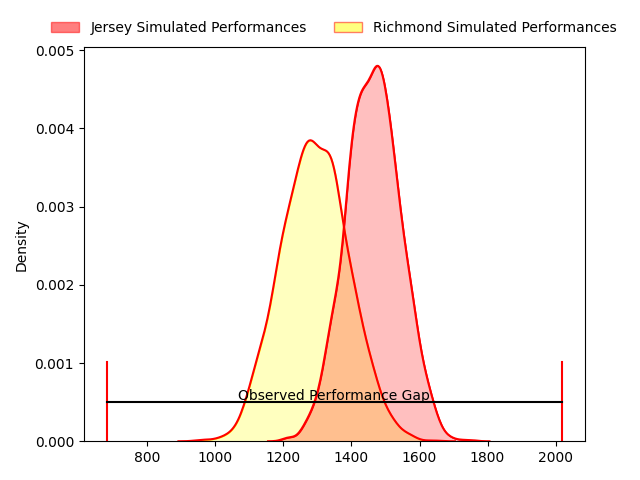 Jersey Simulated Performances Richmond Simulated Performances
0.005
0.004
0.003
0.002
0.001
0.000
Density
Observed Performance Gap
800 1000 1200 1400 1600 1800 2000